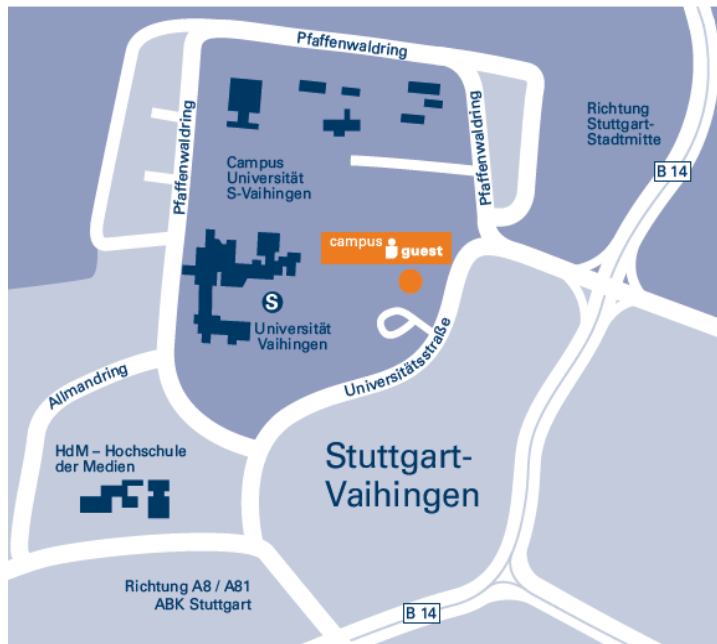 Pfaffenwaldring
Richtung
Stuttgart-
Stadtmitte
B 14
Pfaffenwaldring
Campus
Universität
S-Vaihingen
Pfaffenwaldring
campus guest
S
Universität
Vaihingen
Universitätsstraße
Allmandring
HdM – Hochschule
der Medien
Stuttgart-
Vaihingen
Richtung A8 / A81
ABK Stuttgart
B 14